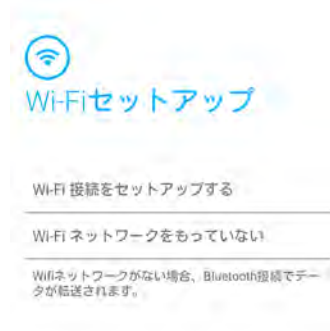 Wi-Fiセットアップ
Wi-Fi 接続をセットアップする
Wi-Fi ネットワークをもっていない
Wifiネットワークがない場合、Bluetooth接続でデー
タが転送されます。